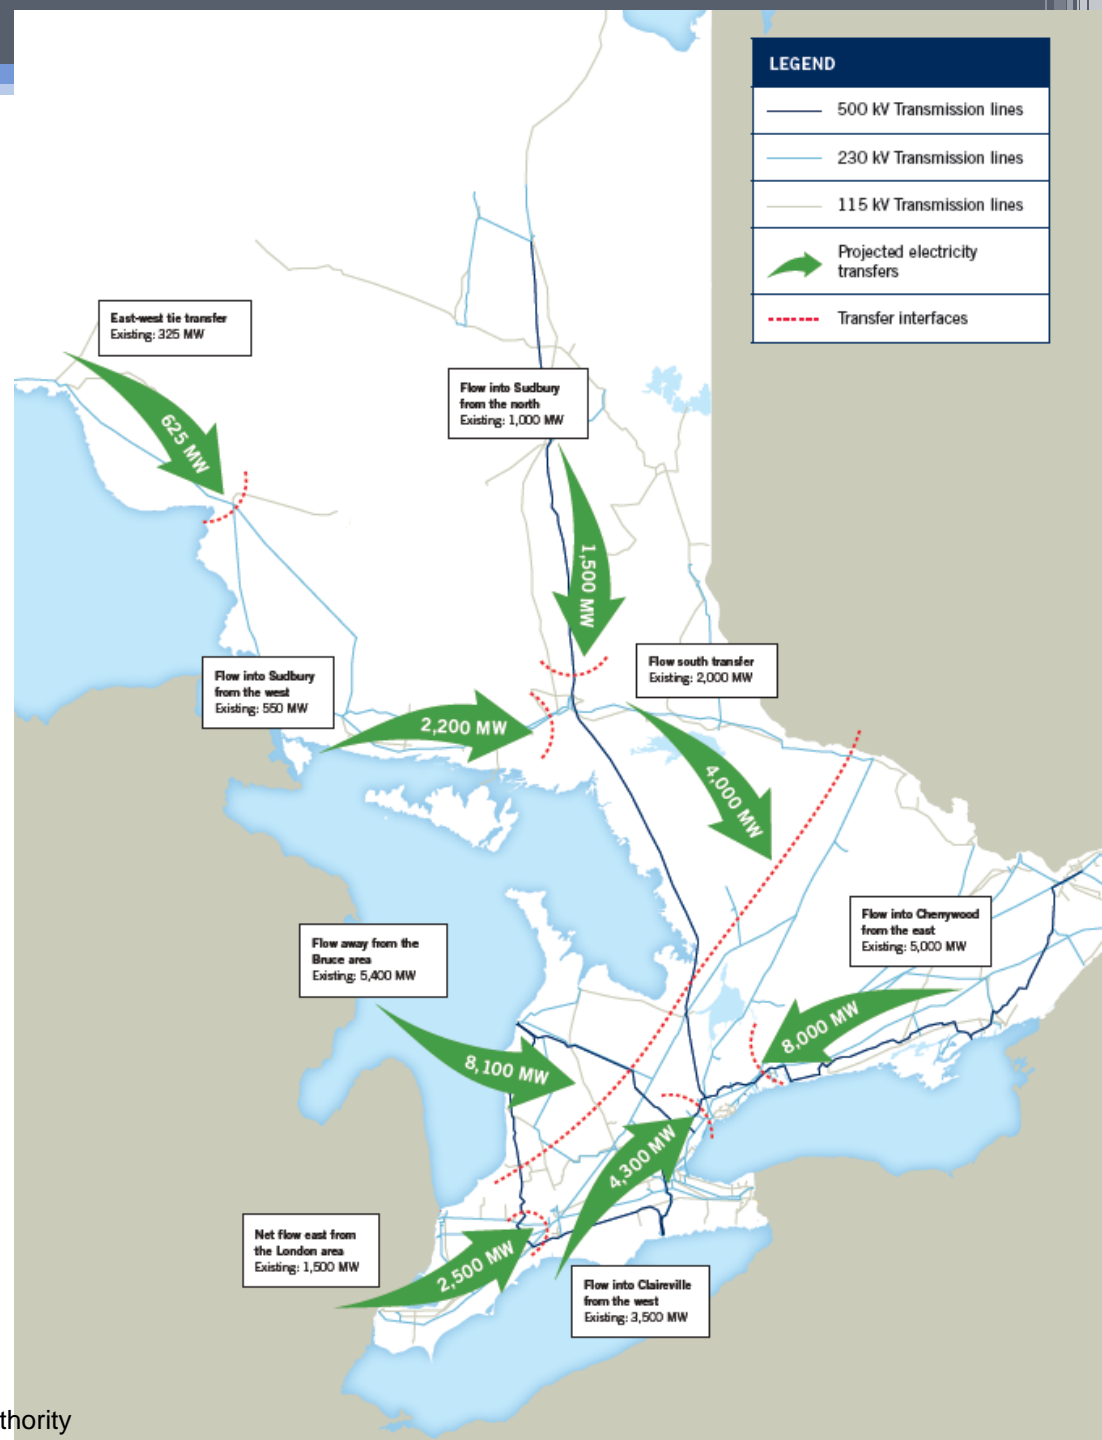 LEGEND
500 kV Transmission lines
230 kV Transmission lines
115 kV Transmission lines
Projected electricity
transfers
Transfer interfaces
East-west tie transfer
Existing: 325 MW
625 MW
Flow into Sudbury
from the north
Existing: 1,000 MW
1,500 MW
Flow into Sudbury
from the west
Existing: 550 MW
2,200 MW
Flow south transfer
Existing: 2,000 MW
4,000 MW
Flow into Cherrywood
from the east
Existing: 5,000 MW
8,000 MW
Flow away from the
Bruce area
Existing: 5,400 MW
8,100 MW
4,300 MW
Net flow east from
the London area
Existing: 1,500 MW
2,500 MW
Flow into Claireville
from the west
Existing: 3,500 MW
thority